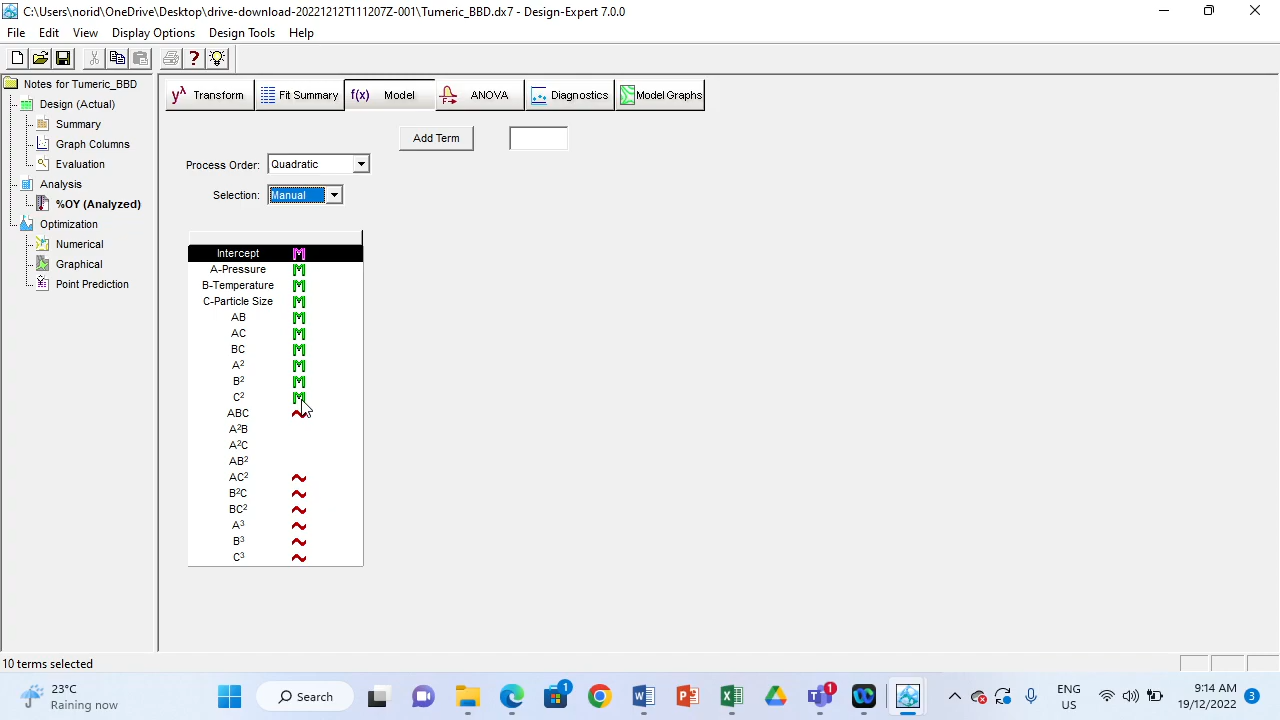 C:\Users\norid\OneDrive\Desktop\drive-download-20221212T111207Z-001\Tumeric_BBD.dx7 - Design-Expert 7.0.0
File Edit View Display Options Design Tools Help
Notes for Tumeric_BBD
Design (Actual)
Summary
Graph Columns
Evaluation
Analysis
%OY (Analyzed)
Optimization
Numerical
Graphical
Point Prediction
yλ Transform Fit Summary f(x) Model ANOVA Diagnostics Model Graphs
Add Term
Process Order: Quadratic
Selection: Manual
Intercept M
A-Pressure M
B-Temperature M
C-Particle Size M
AB M
AC M
BC M
A² M
B² M
C² M
ABC ~
A²B
A²C
AB²
AC² ~
B²C ~
BC² ~
A³ ~
B³ ~
C³ ~
10 terms selected
23°C
Raining now
Search
1
1
ENG
US
9:14 AM
19/12/2022
3